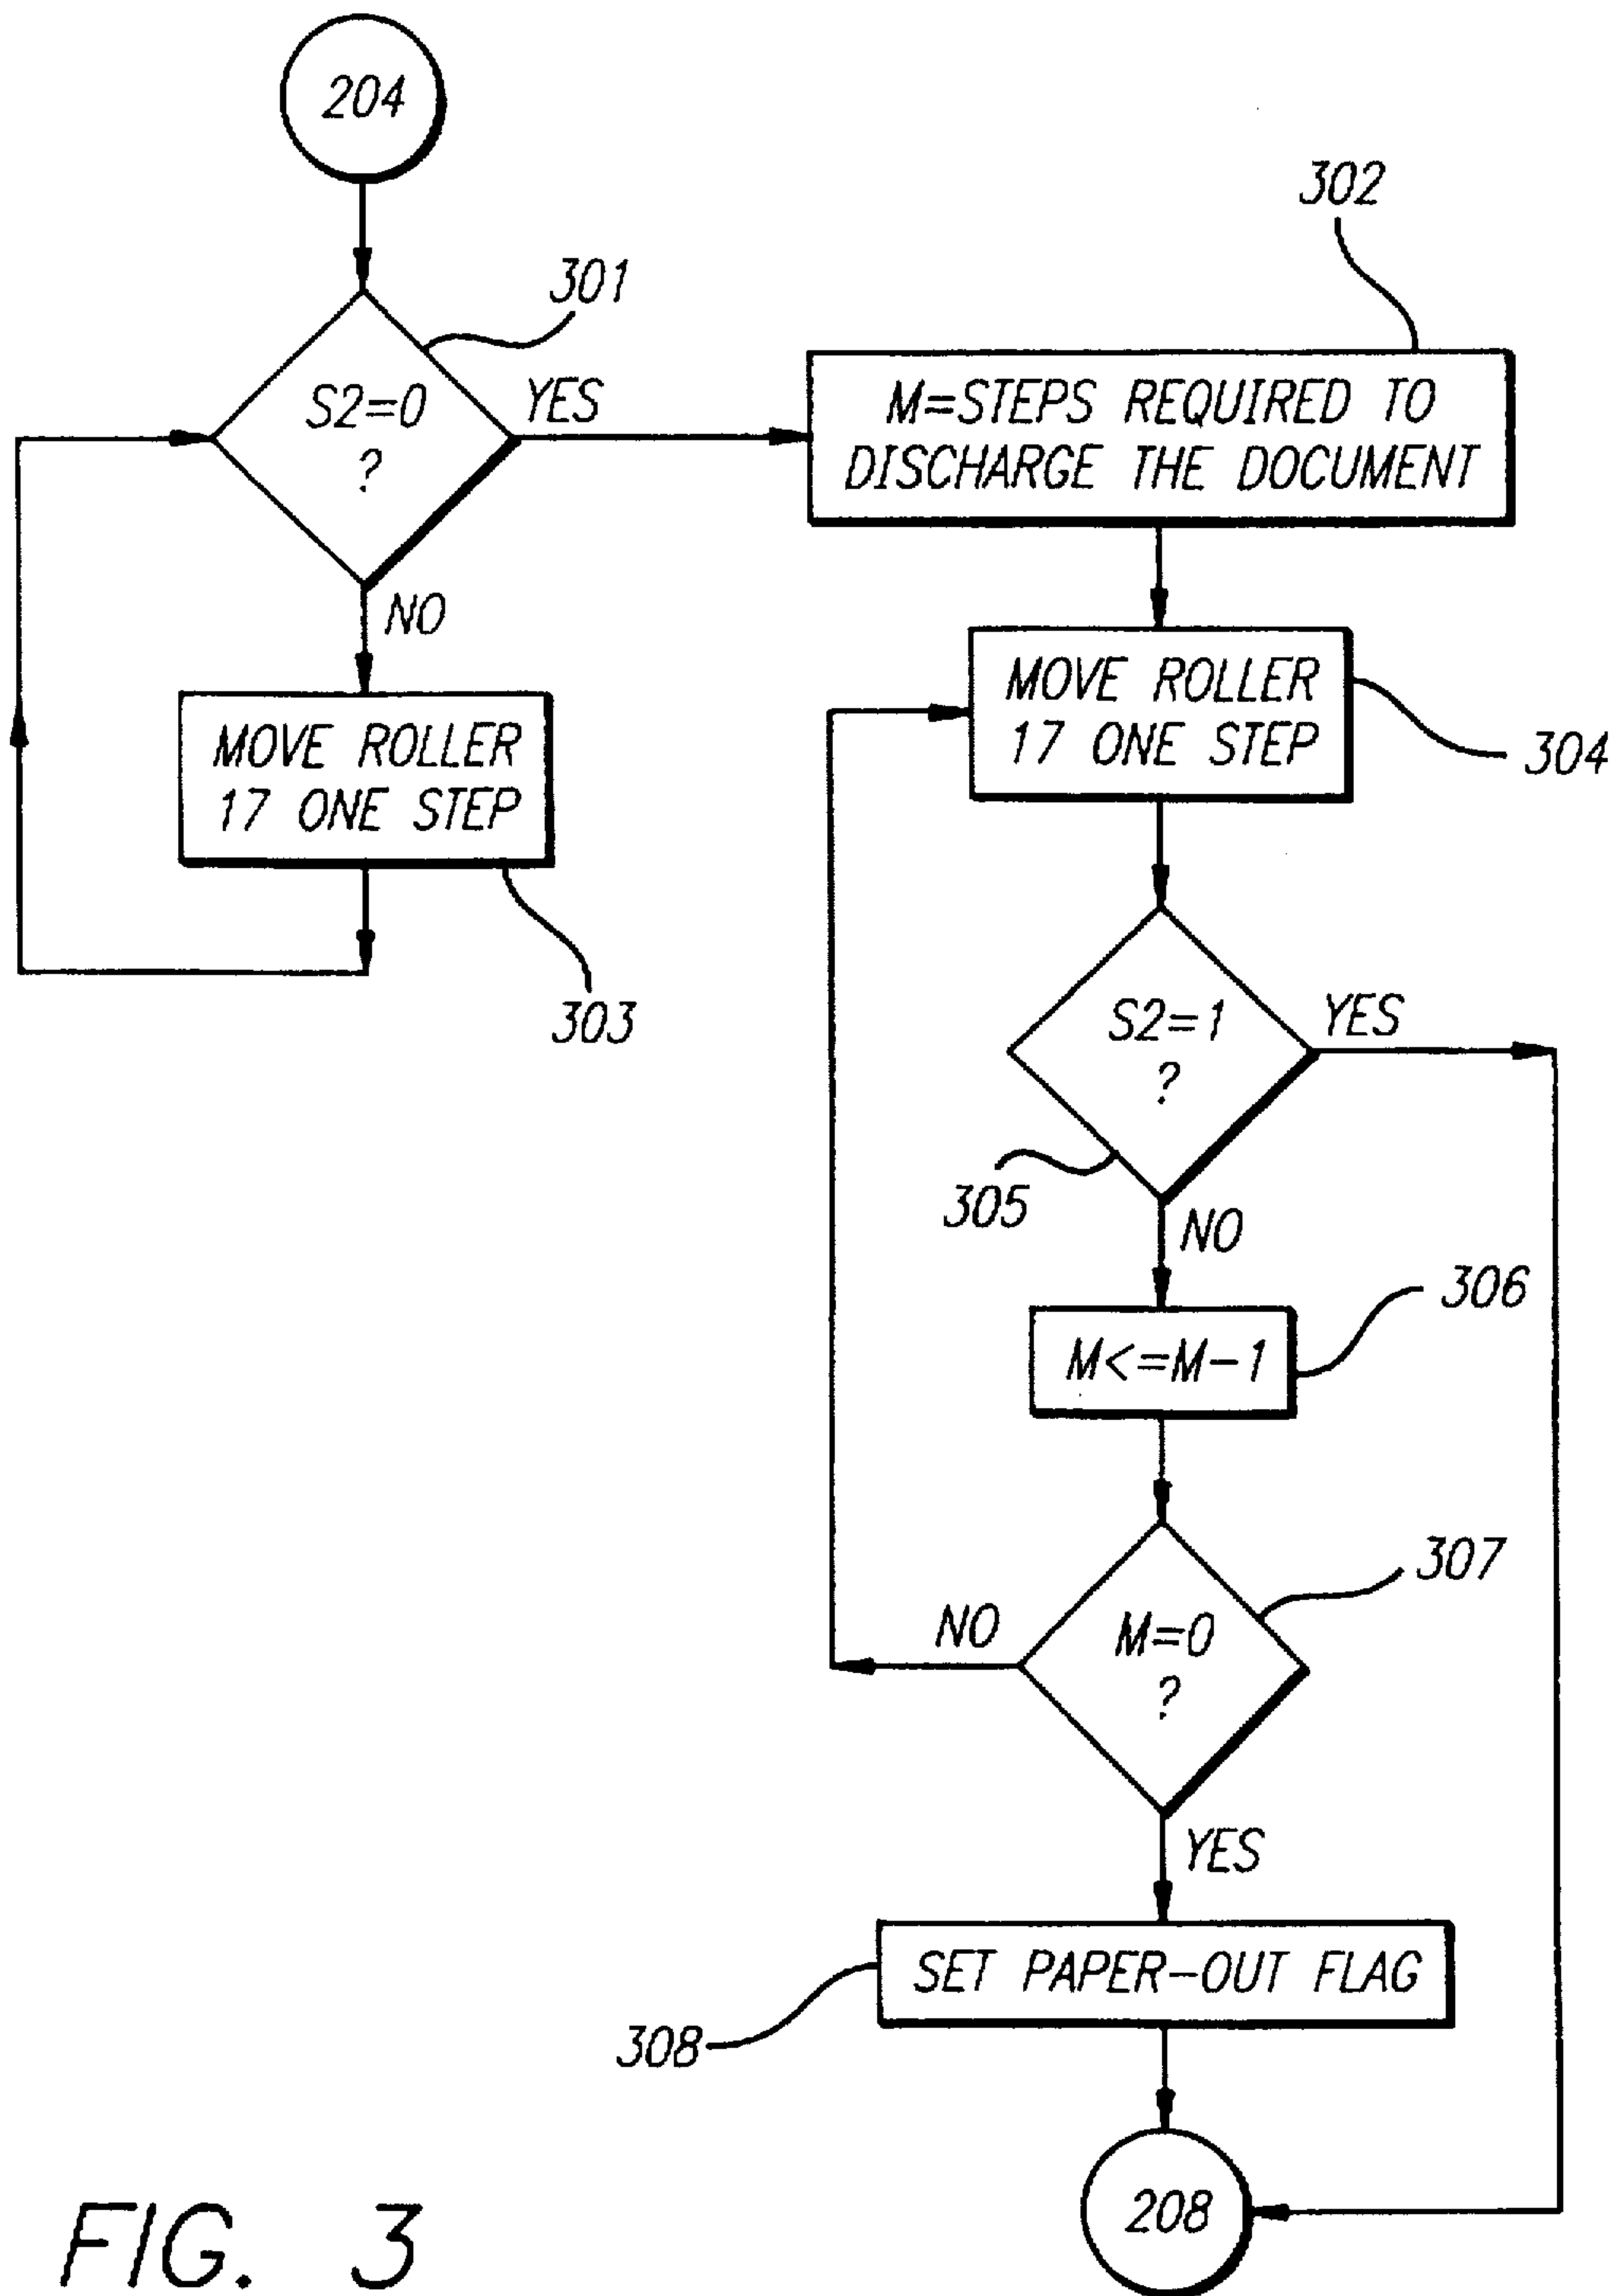 204
301
S2=0
?
YES
NO
302
M=STEPS REQUIRED TO
DISCHARGE THE DOCUMENT
MOVE ROLLER
17 ONE STEP
303
MOVE ROLLER
17 ONE STEP
304
S2=1
?
YES
305
NO
M<=M-1
306
M=0
?
307
NO
YES
SET PAPER-OUT FLAG
308
208
FIG. 3